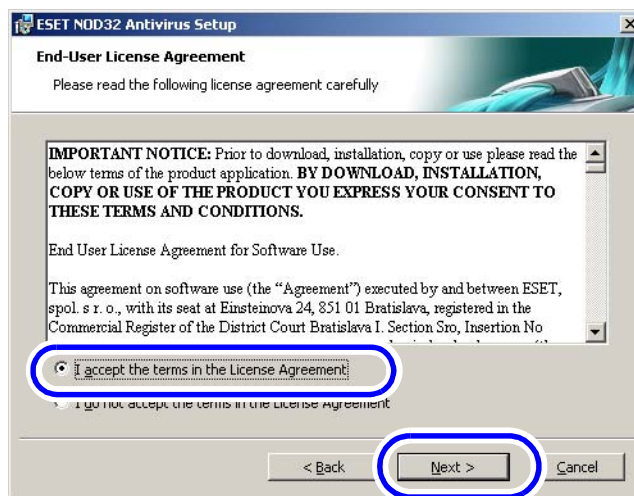 ESET NOD32 Antivirus Setup
End-User License Agreement
Please read the following license agreement carefully
IMPORTANT NOTICE: Prior to download, installation, copy or use please read the
below terms of the product application. BY DOWNLOAD, INSTALLATION,
COPY OR USE OF THE PRODUCT YOU EXPRESS YOUR CONSENT TO
THESE TERMS AND CONDITIONS.
End User License Agreement for Software Use.
This agreement on software use (the “Agreement”) executed by and between ESET,
spol. s r. o., with its seat at Einsteinova 24, 851 01 Bratislava, registered in the
Commercial Register of the District Court Bratislava I. Section Sro, Insertion No
I accept the terms in the License Agreement
I do not accept the terms in the License Agreement
< Back
Next >
Cancel